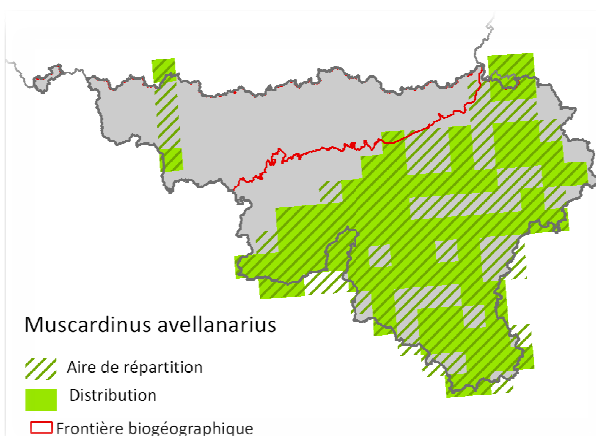 Muscardinus avellanarius
Aire de répartition
Distribution
Frontière biogéographique